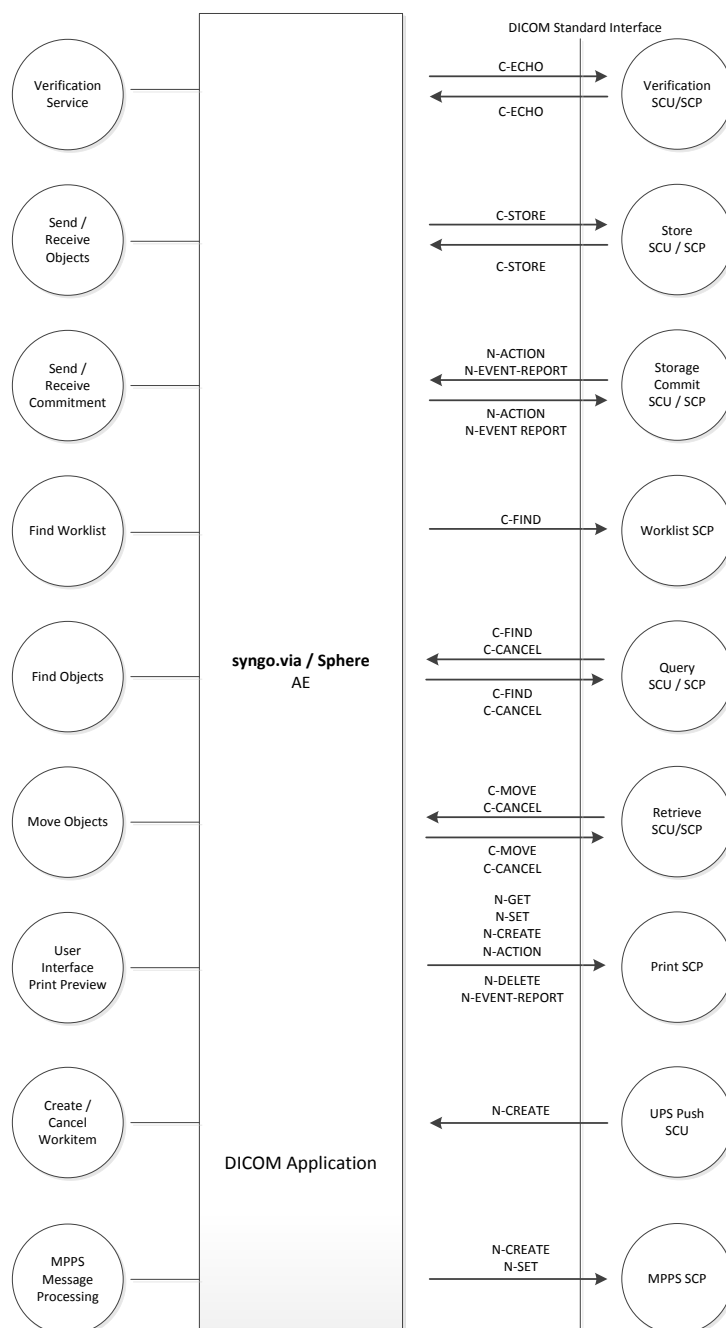 DICOM Standard Interface
Verification
Service
C-ECHO
C-ECHO
Verification
SCU/SCP
Send /
Receive
Objects
C-STORE
C-STORE
Store
SCU / SCP
Send /
Receive
Commitment
N-ACTION
N-EVENT-REPORT
N-ACTION
N-EVENT REPORT
Storage
Commit
SCU / SCP
Find Worklist
C-FIND
Worklist SCP
Find Objects
syngo.via / Sphere
AE
C-FIND
C-CANCEL
C-FIND
C-CANCEL
Query
SCU / SCP
Move Objects
C-MOVE
C-CANCEL
C-MOVE
C-CANCEL
Retrieve
SCU/SCP
User
Interface
Print Preview
N-GET
N-SET
N-CREATE
N-ACTION
N-DELETE
N-EVENT-REPORT
Print SCP
Create /
Cancel
Workitem
DICOM Application
N-CREATE
UPS Push
SCU
MPPS
Message
Processing
N-CREATE
N-SET
MPPS SCP